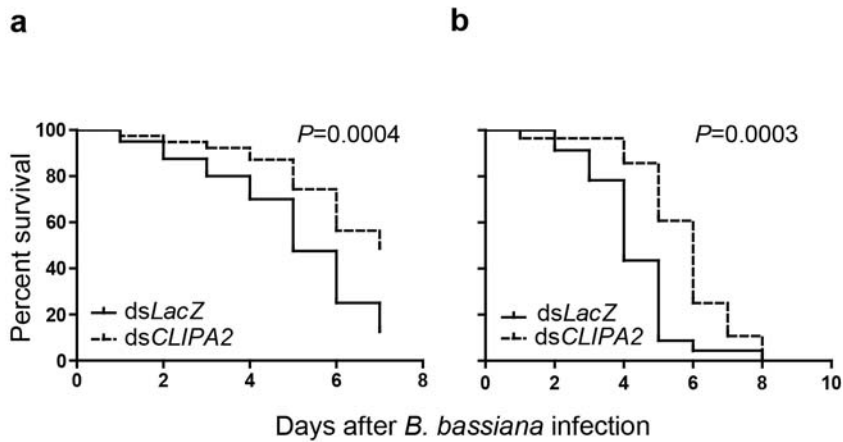 a
b
P=0.0004
P=0.0003
Percent survival
100
80
60
40
20
0
dsLacZ
dsCLIPA2
dsLacZ
dsCLIPA2
0 2 4 6 8
0 2 4 6 8 10
Days after B. bassiana infection